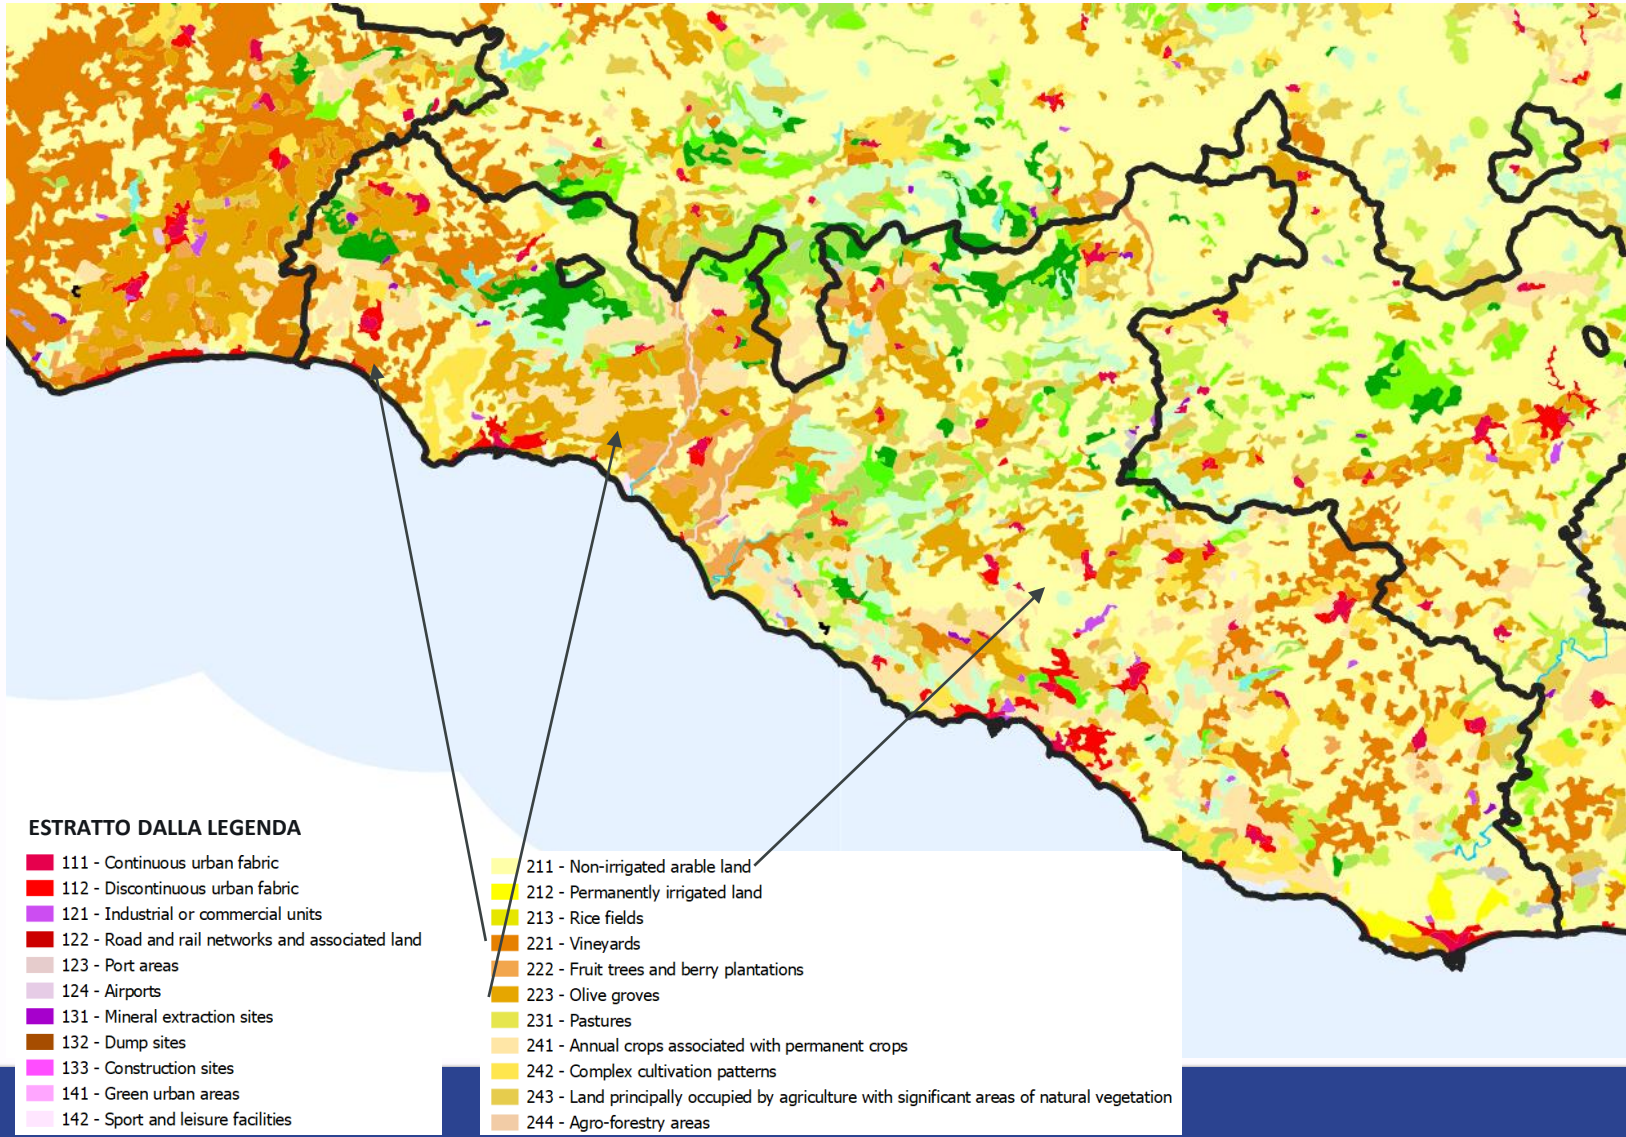 ESTRATTO DALLA LEGENDA
111 - Continuous urban fabric
112 - Discontinuous urban fabric
121 - Industrial or commercial units
122 - Road and rail networks and associated land
123 - Port areas
124 - Airports
131 - Mineral extraction sites
132 - Dump sites
133 - Construction sites
141 - Green urban areas
142 - Sport and leisure facilities
211 - Non-irrigated arable land
212 - Permanently irrigated land
213 - Rice fields
221 - Vineyards
222 - Fruit trees and berry plantations
223 - Olive groves
231 - Pastures
241 - Annual crops associated with permanent crops
242 - Complex cultivation patterns
243 - Land principally occupied by agriculture with significant areas of natural vegetation
244 - Agro-forestry areas